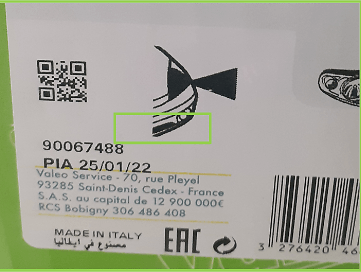 90067488
PIA 25/01/22
Valeo Service - 70, rue Pleyel
93285 Saint-Denis Cedex - France
S.A.S. au capital de 12 900 000€
RCS Bobigny 306 486 408
MADE IN ITALY
مصنوع في ايطاليا
EAC
3 276420 46